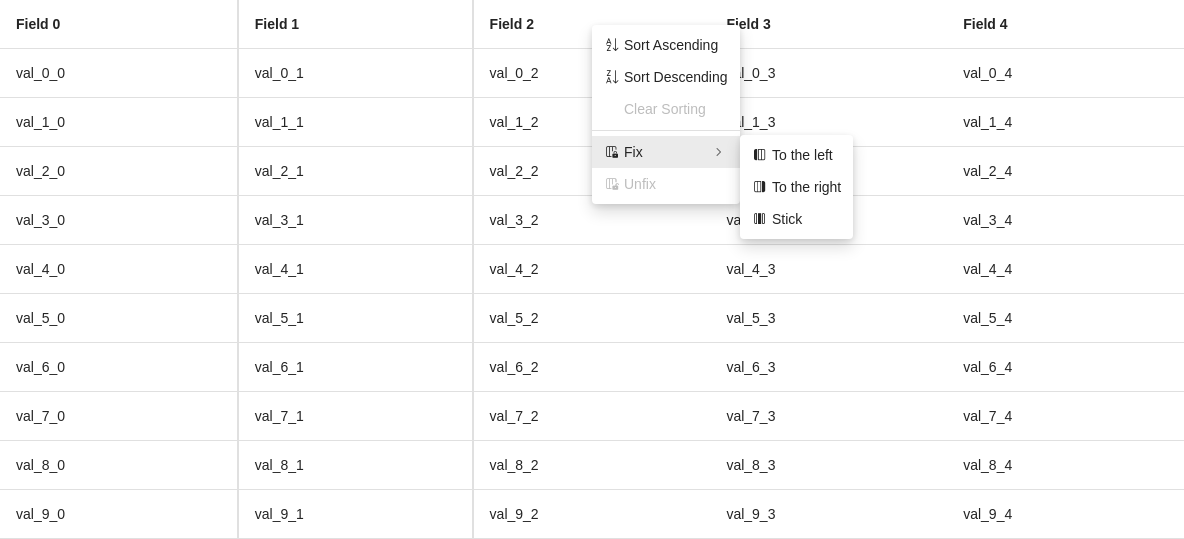 Field 0 Field 1 Field 2 Field 3 Field 4
Sort Ascending
val_0_0 val_0_1 val_0_2 Sort Descending val_0_4
Clear Sorting
val_1_0 val_1_1 val_1_2 val_1_4
Fix To the left
val_2_0 val_2_1 val_2_2 Unfix To the right val_2_4
val_3_0 val_3_1 val_3_2 Stick val_3_4
val_4_0 val_4_1 val_4_2 val_4_3 val_4_4
val_5_0 val_5_1 val_5_2 val_5_3 val_5_4
val_6_0 val_6_1 val_6_2 val_6_3 val_6_4
val_7_0 val_7_1 val_7_2 val_7_3 val_7_4
val_8_0 val_8_1 val_8_2 val_8_3 val_8_4
val_9_0 val_9_1 val_9_2 val_9_3 val_9_4